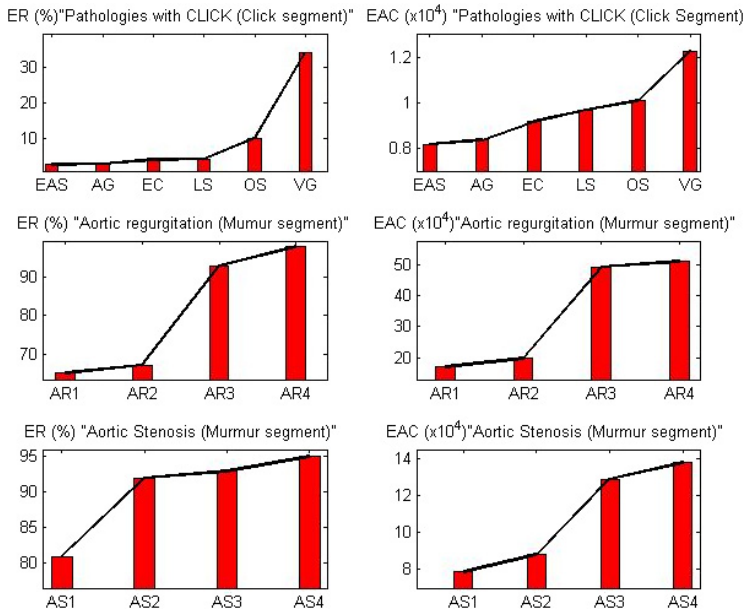 ER (%)"Pathologies with CLICK (Click segment)"
30
20
10
EAS AG EC LS OS VG
EAC (x10⁴) "Pathologies with CLICK (Click Segment)
1.2
1
0.8
EAS AG EC LS OS VG
ER (%) "Aortic regurgitation (Mumur segment)"
90
80
70
AR1 AR2 AR3 AR4
EAC (x10⁴)"Aortic regurgitation (Murmur segment)"
50
40
30
20
AR1 AR2 AR3 AR4
ER (%) "Aortic Stenosis (Murmur segment)"
95
90
85
80
AS1 AS2 AS3 AS4
EAC (x10⁴)"Aortic Stenosis (Murmur segment)"
14
12
10
8
AS1 AS2 AS3 AS4